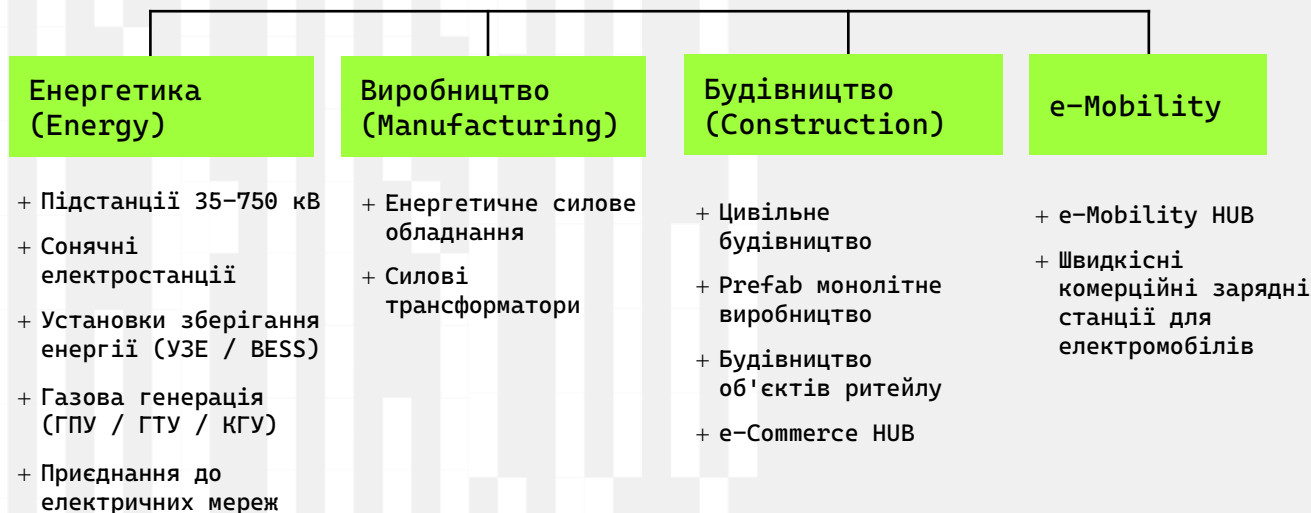 Енергетика
(Energy)
+ Підстанції 35-750 кВ
+ Сонячні
електростанції
+ Установки зберігання
енергії (УЗЕ / BESS)
+ Газова генерація
(ГПУ / ГТУ / КГУ)
+ Приєднання до
електричних мереж
Виробництво
(Manufacturing)
+ Енергетичне силове
обладнання
+ Силові
трансформатори
Будівництво
(Construction)
+ Цивільне
будівництво
+ Prefab монолітне
виробництво
+ Будівництво
об'єктів ритейлу
+ e-Commerce HUB
e-Mobility
+ e-Mobility HUB
+ Швидкісні
комерційні зарядні
станції для
електромобілів